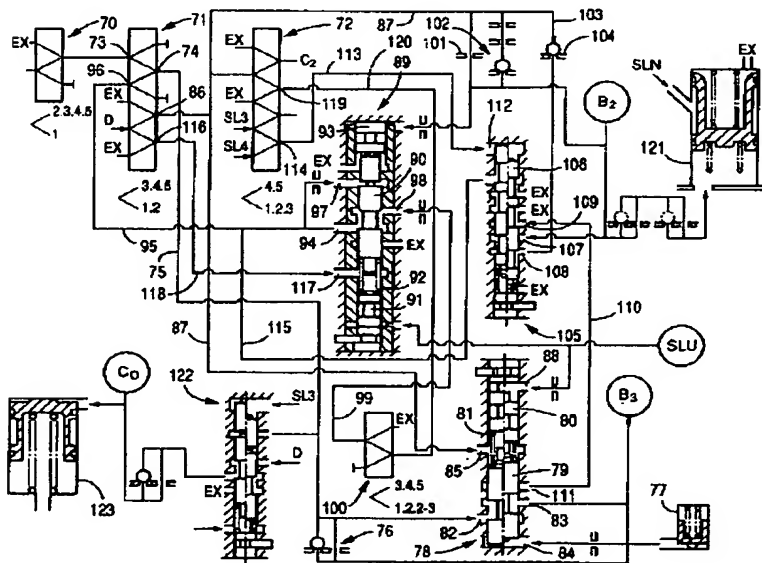 70 71 72 87 103
73 74 102 104
EX 96 EX 113 120 101 SLN EX
C₂ 89
EX 86 EX 119 93 112 B₂ 121
2.3.4.5 D 116 SL3 EX 90 106
1 EX SL4 114 97 98 EX 109
3.4.5 4.5 EX
1.2 1.2.3 94 EX 107
95 117 92 108
75 118 91 EX 110
87 115 105 SLU
C₀ 122 SL3 99 88 B₃
81 80
D EX 85 79
EX 3.4.5 111 77
123 100 1.2.2-3 83
76 82 78 84